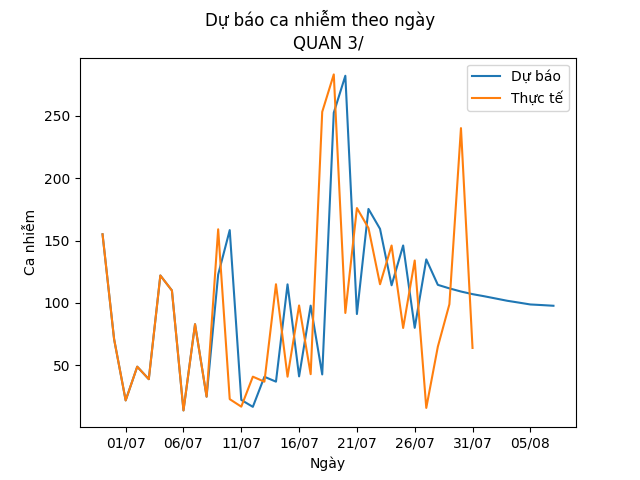 Dự báo ca nhiễm theo ngày
QUAN 3/
Dự báo
Thực tế
Ca nhiễm
250
200
150
100
50
01/07 06/07 11/07 16/07 21/07 26/07 31/07 05/08
Ngày